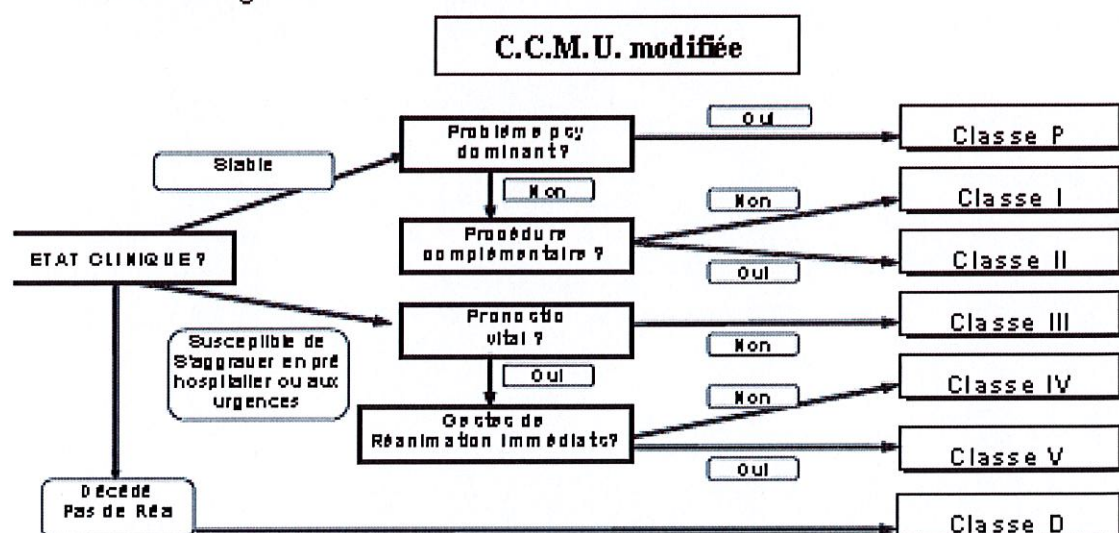 C.C.M.U. modifiée
Problème psy
dominant?
Oui
Classe P
Stable
Non
Non
Classe I
ETAT CLINIQUE?
Procédure
complémentaire ?
Oui
Classe II
Pronostic
vital ?
Classe III
Susceptible de
S'aggrauer en pré
hospitalier ou aux
urgences
Non
Oui
Non
Classe IV
Gestes de
Réanimation immédiats?
Oui
Classe V
Décédé
Pas de Réa
Classe D